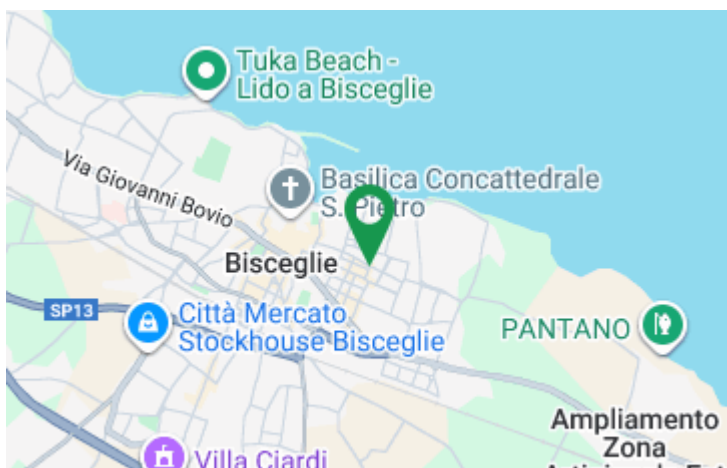 Tuka Beach -
Lido a Bisceglie
Via Giovanni Bovio
Basilica Concattedrale
S. Pietro
Bisceglie
SP13
Città Mercato
Stockhouse Bisceglie
PANTANO
Ampliamento
Zona
Villa Ciardi